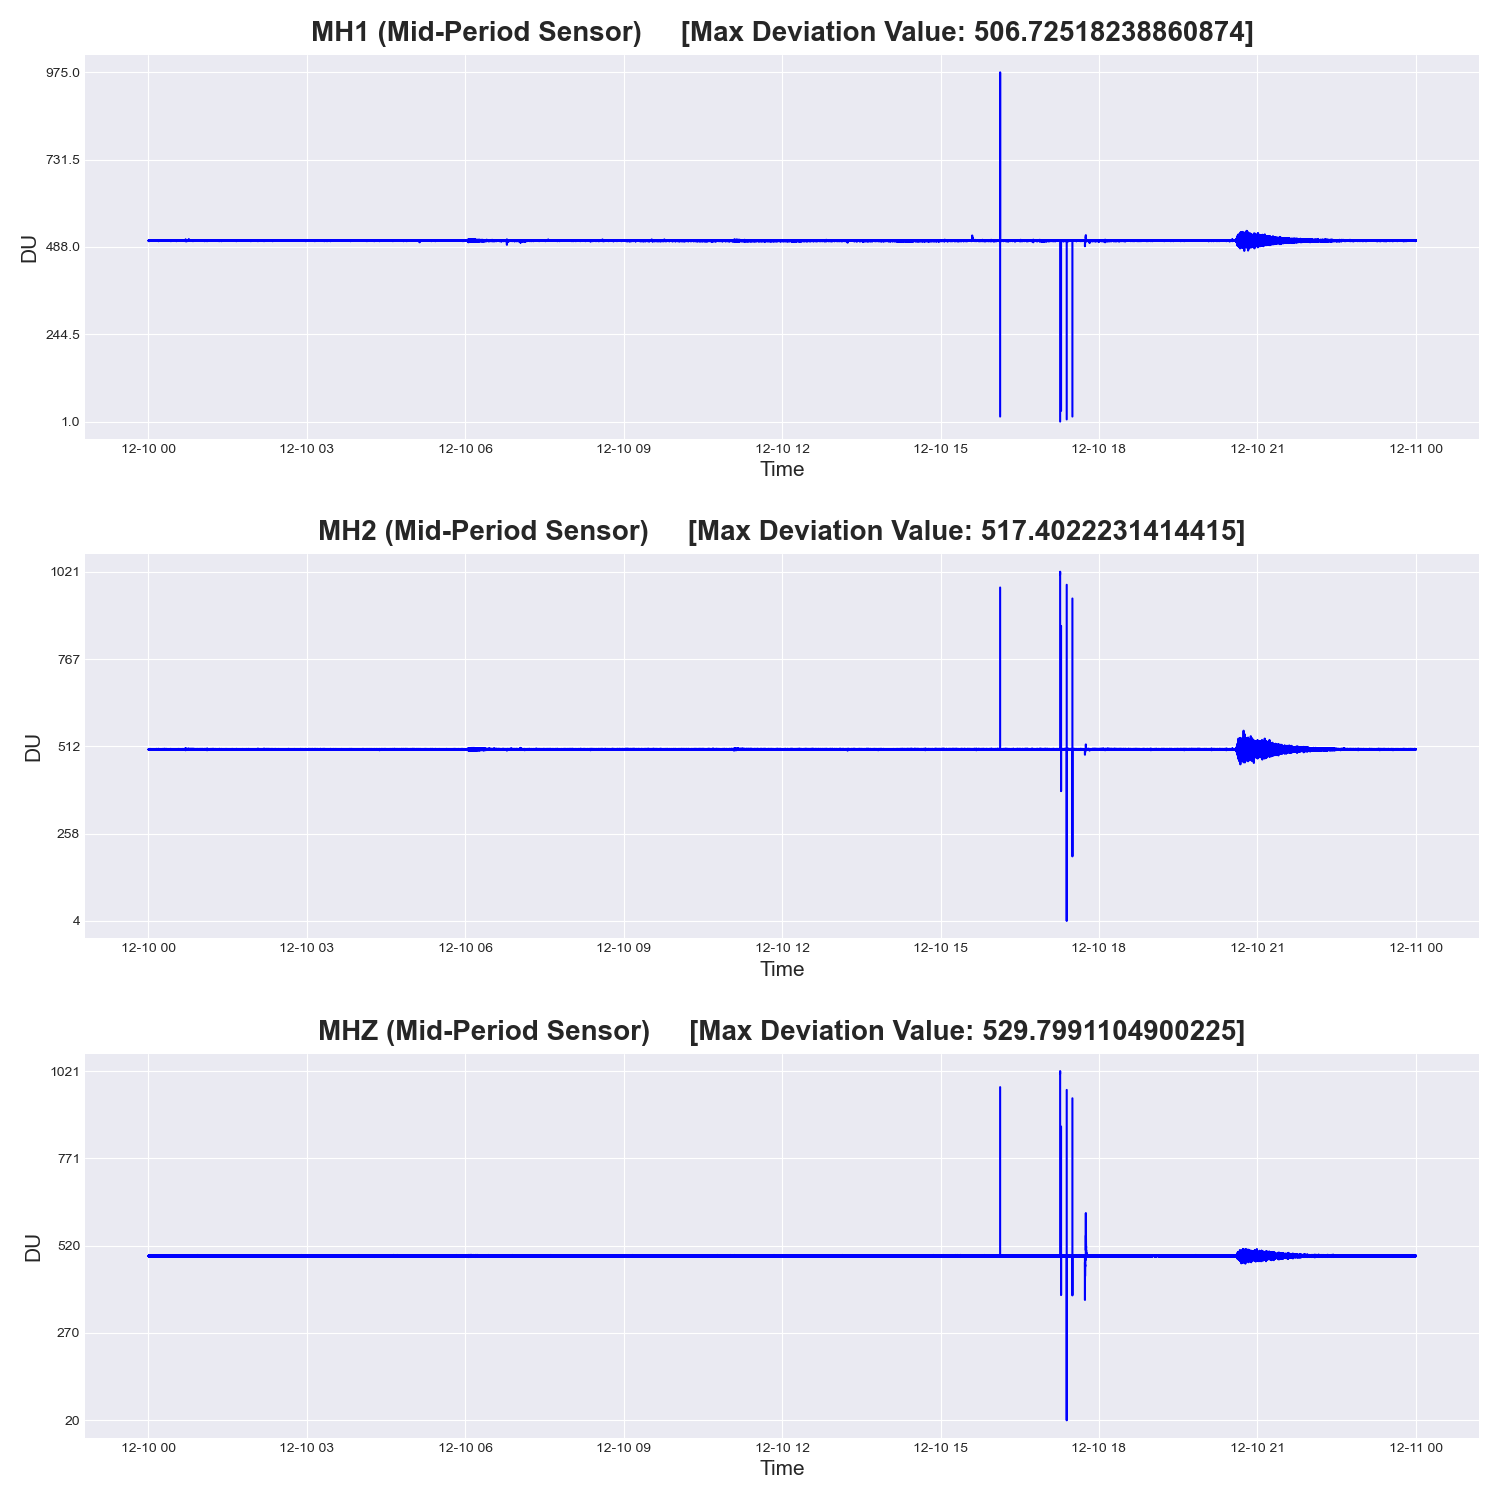 MH1 (Mid-Period Sensor) [Max Deviation Value: 506.72518238860874]
975.0
731.5
488.0
244.5
1.0
DU
12-10 00 12-10 03 12-10 06 12-10 09 12-10 12 12-10 15 12-10 18 12-10 21 12-11 00
Time
MH2 (Mid-Period Sensor) [Max Deviation Value: 517.4022231414415]
1021
767
512
258
4
DU
12-10 00 12-10 03 12-10 06 12-10 09 12-10 12 12-10 15 12-10 18 12-10 21 12-11 00
Time
MHZ (Mid-Period Sensor) [Max Deviation Value: 529.7991104900225]
1021
771
520
270
20
DU
12-10 00 12-10 03 12-10 06 12-10 09 12-10 12 12-10 15 12-10 18 12-10 21 12-11 00
Time